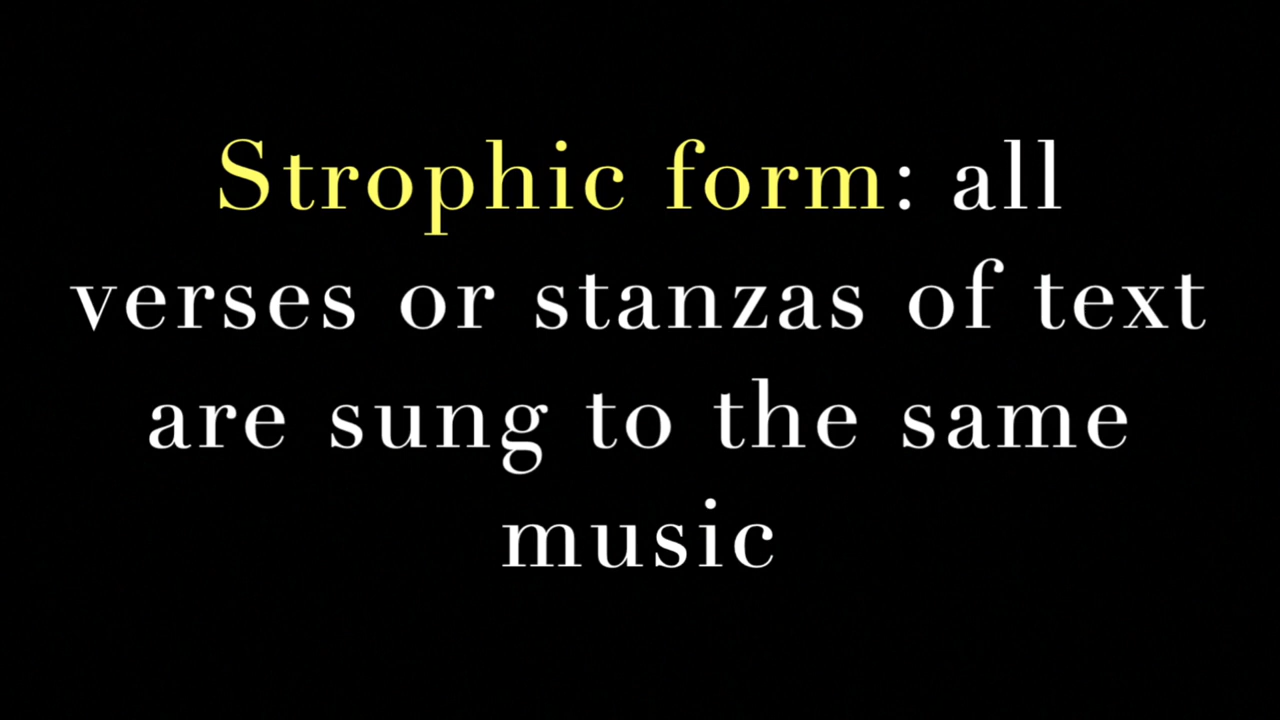 Strophic form: all
verses or stanzas of text
are sung to the same
music